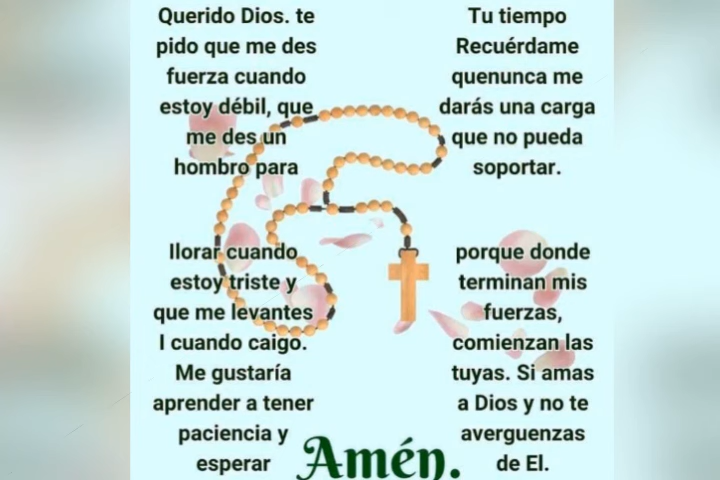 Querido Dios. te
pido que me des
fuerza cuando
estoy débil, que
me des un
hombro para
llorar cuando
estoy triste y
que me levantes
I cuando caigo.
Me gustaría
aprender a tener
paciencia y
esperar
Tu tiempo
Recuérdame
quenunca me
darás una carga
que no pueda
soportar.
porque donde
terminan mis
fuerzas,
comienzan las
tuyas. Si amas
a Dios y no te
averguenzas
de El.
Amén.